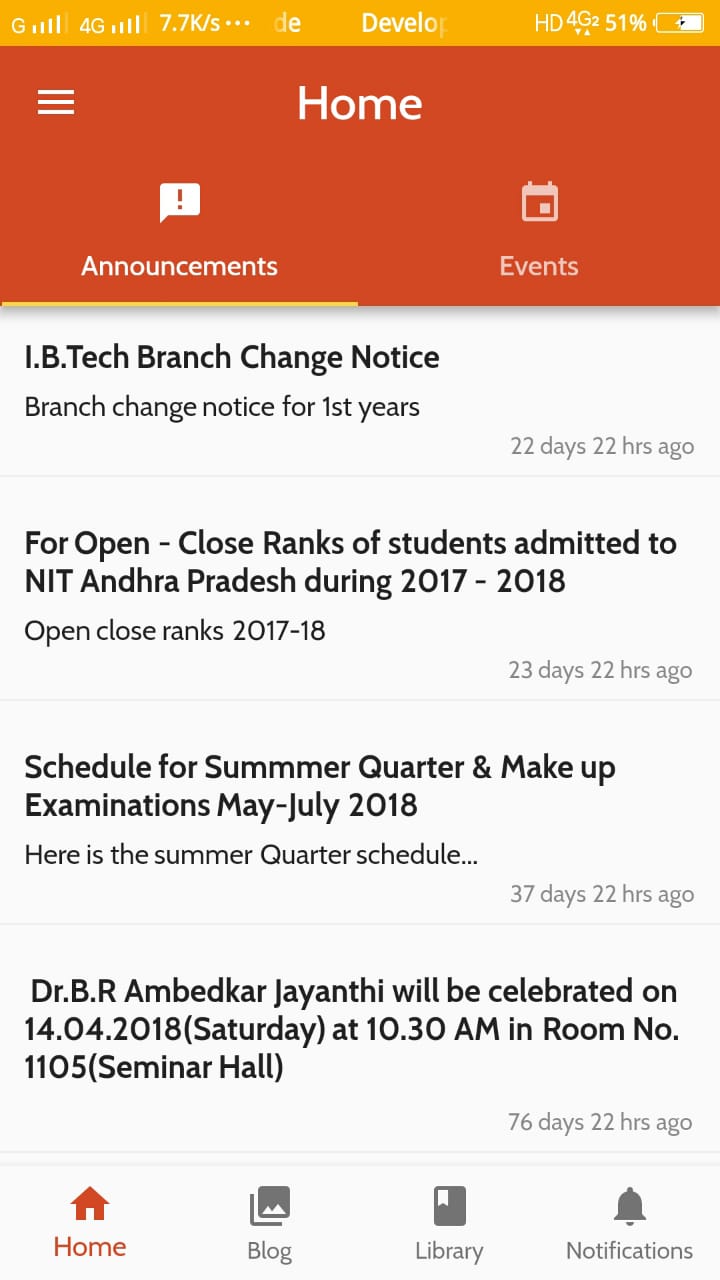 G 4G 7.7K/s ... de Develop HD 4G2 51%
Home
Announcements
Events
I.B.Tech Branch Change Notice
Branch change notice for 1st years
22 days 22 hrs ago
For Open - Close Ranks of students admitted to
NIT Andhra Pradesh during 2017 - 2018
Open close ranks 2017-18
23 days 22 hrs ago
Schedule for Summmer Quarter & Make up
Examinations May-July 2018
Here is the summer Quarter schedule...
37 days 22 hrs ago
Dr.B.R Ambedkar Jayanthi will be celebrated on
14.04.2018(Saturday) at 10.30 AM in Room No.
1105(Seminar Hall)
76 days 22 hrs ago
Home
Blog
Library
Notifications